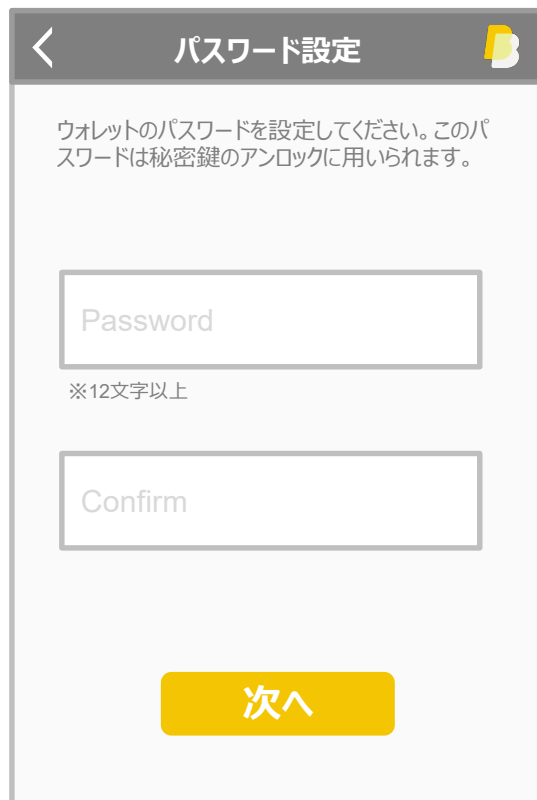 パスワード設定
ウォレットのパスワードを設定してください。このパ
スワードは秘密鍵のアンロックに用いられます。
Password
※12文字以上
Confirm
次へ